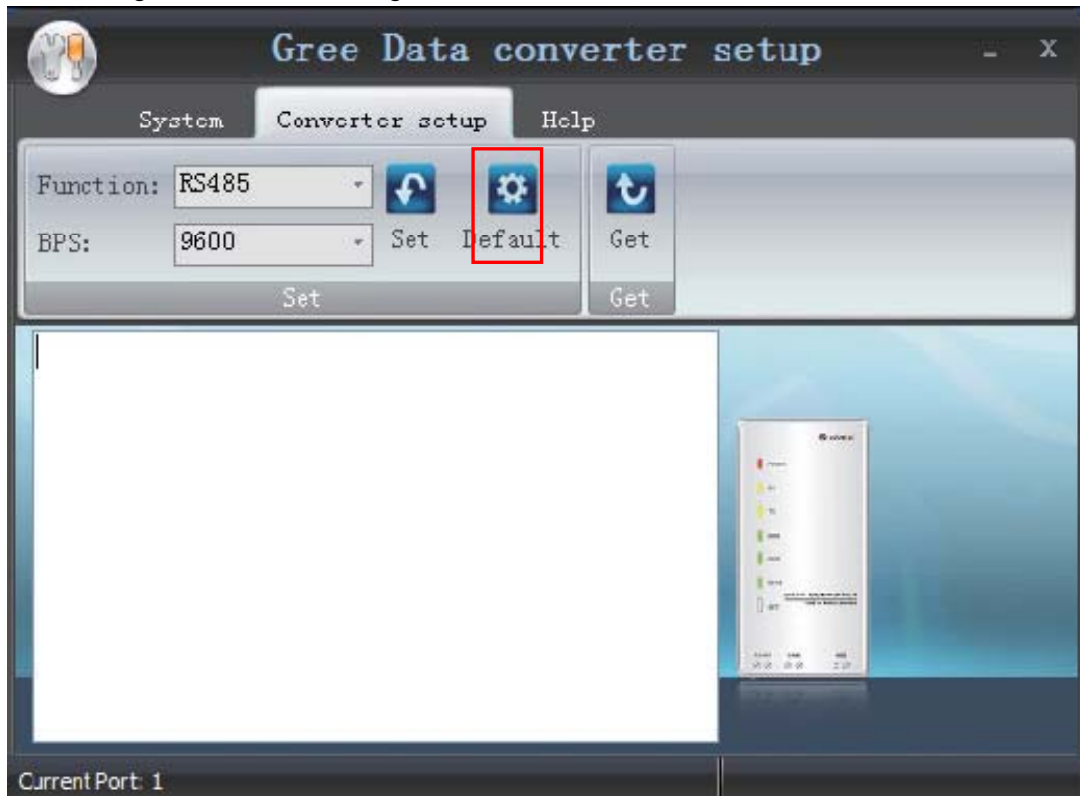 Gree Data converter setup
- x
System Converter setup Help
Function: RS485
BPS: 9600
Set Default Get
Set Get
Current Port: 1